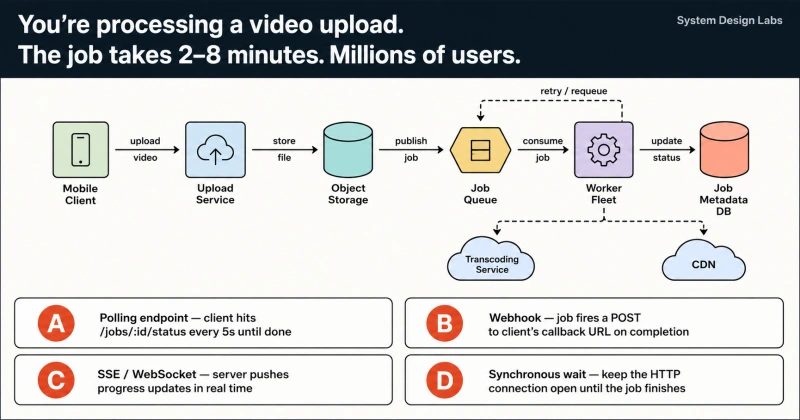 You’re processing a video upload.
The job takes 2–8 minutes. Millions of users.
System Design Labs
retry / requeue
upload
video
store
file
publish
job
consume
job
update
status
Mobile
Client
Upload
Service
Object
Storage
Job
Queue
Worker
Fleet
Job
Metadata
DB
Transcoding
Service
CDN
A
Polling endpoint — client hits
/jobs/:id/status every 5s until done
B
Webhook — job fires a POST
to client’s callback URL on completion
C
SSE / WebSocket — server pushes
progress updates in real time
D
Synchronous wait — keep the HTTP
connection open until the job finishes